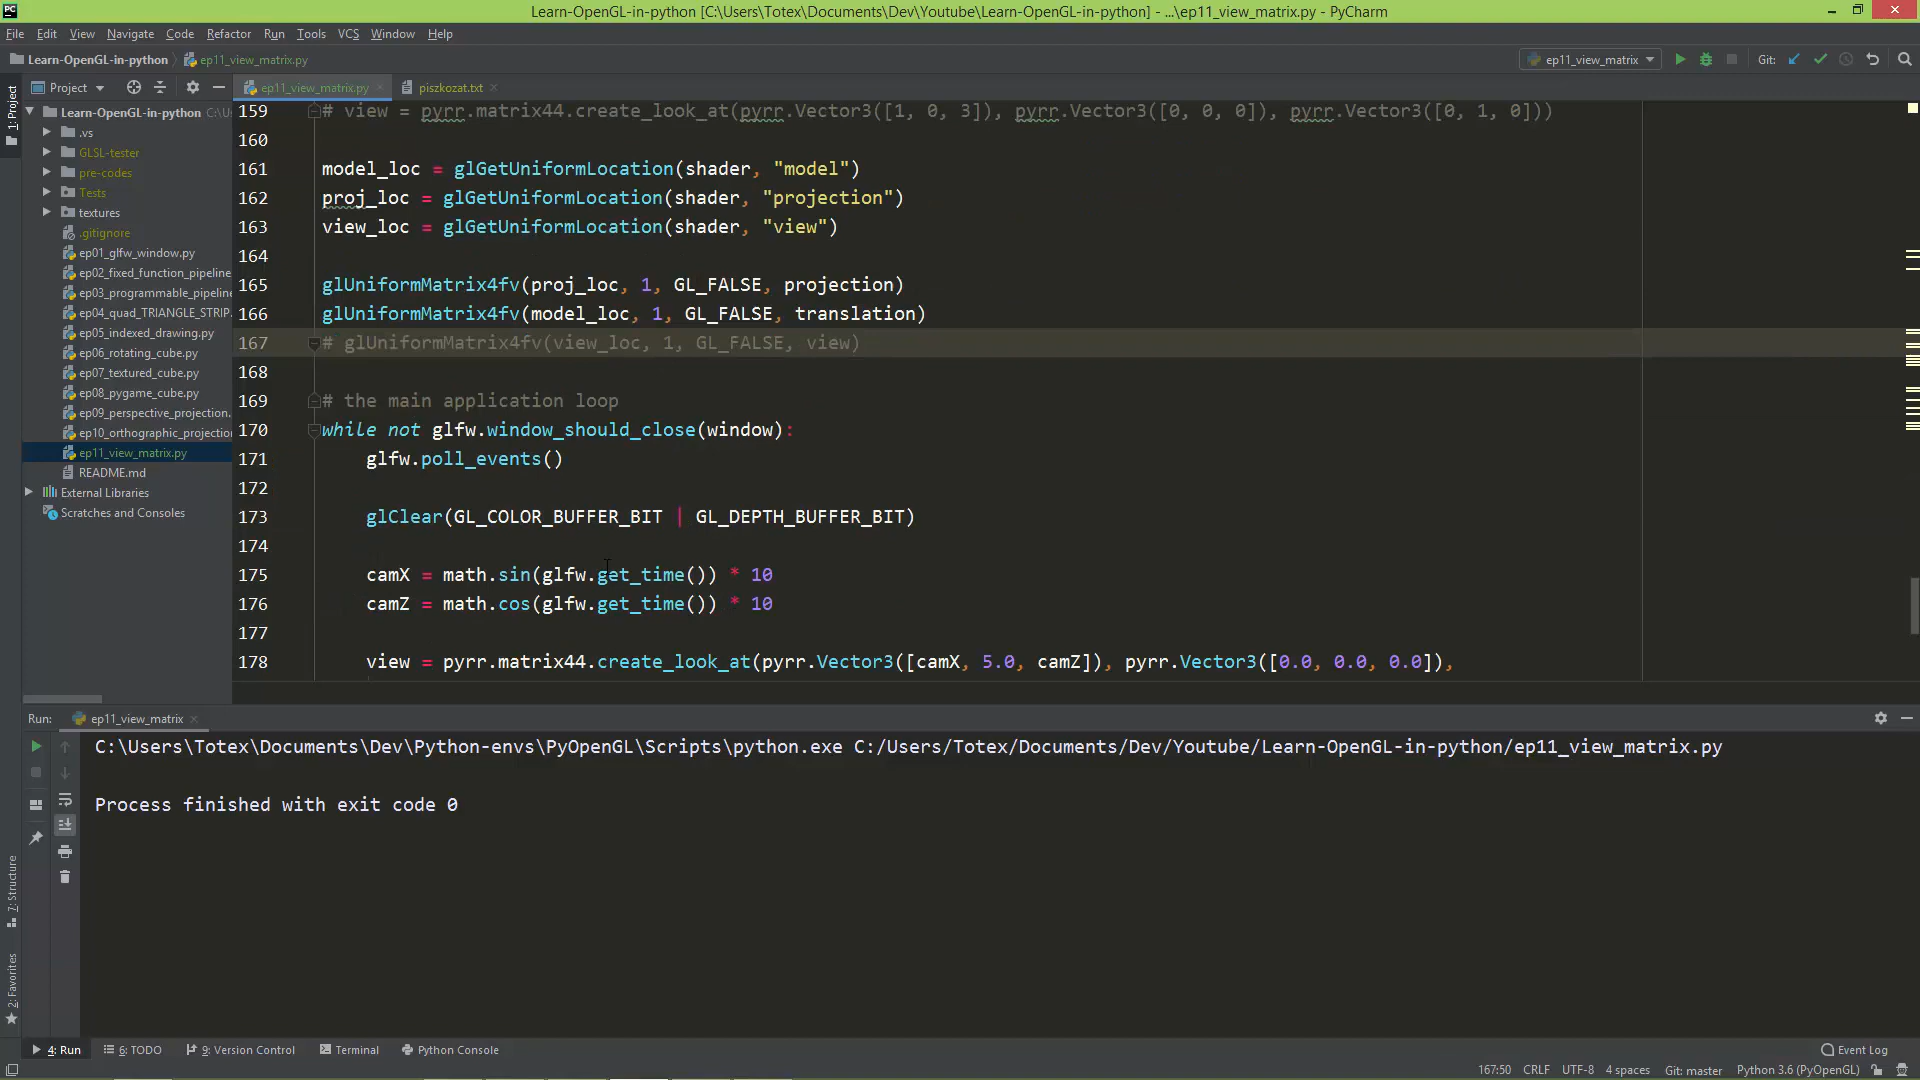 PC
Learn-OpenGL-in-python [C:\Users\Totex\Documents\Dev\Youtube\Learn-OpenGL-in-python] - ...\ep11_view_matrix.py - PyCharm
File Edit View Navigate Code Refactor Run Tools VCS Window Help
Learn-OpenGL-in-python ep11_view_matrix.py ep11_view_matrix Git:
Project ep11_view_matrix.py piszkozat.txt
1: Project
Learn-OpenGL-in-python C:\U
.vs
GLSL-tester
pre-codes
Tests
textures
.gitignore
ep01_glfw_window.py
ep02_fixed_function_pipeline
ep03_programmable_pipeline
ep04_quad_TRIANGLE_STRIP.
ep05_indexed_drawing.py
ep06_rotating_cube.py
ep07_textured_cube.py
ep08_pygame_cube.py
ep09_perspective_projection.
ep10_orthographic_projection
ep11_view_matrix.py
README.md
External Libraries
Scratches and Consoles
159 # view = pyrr.matrix44.create_look_at(pyrr.Vector3([1, 0, 3]), pyrr.Vector3([0, 0, 0]), pyrr.Vector3([0, 1, 0]))
160
161 model_loc = glGetUniformLocation(shader, "model")
162 proj_loc = glGetUniformLocation(shader, "projection")
163 view_loc = glGetUniformLocation(shader, "view")
164
165 glUniformMatrix4fv(proj_loc, 1, GL_FALSE, projection)
166 glUniformMatrix4fv(model_loc, 1, GL_FALSE, translation)
167 # glUniformMatrix4fv(view_loc, 1, GL_FALSE, view)
168
169 # the main application loop
170 while not glfw.window_should_close(window):
171 glfw.poll_events()
172
173 glClear(GL_COLOR_BUFFER_BIT | GL_DEPTH_BUFFER_BIT)
174
175 camX = math.sin(glfw.get_time()) * 10
176 camZ = math.cos(glfw.get_time()) * 10
177
178 view = pyrr.matrix44.create_look_at(pyrr.Vector3([camX, 5.0, camZ]), pyrr.Vector3([0.0, 0.0, 0.0]),
Run: ep11_view_matrix
C:\Users\Totex\Documents\Dev\Python-envs\PyOpenGL\Scripts\python.exe C:/Users/Totex/Documents/Dev/Youtube/Learn-OpenGL-in-python/ep11_view_matrix.py
Process finished with exit code 0
7: Structure
2: Favorites
4: Run 6: TODO 9: Version Control Terminal Python Console Event Log
167:50 CRLF UTF-8 4 spaces Git: master Python 3.6 (PyOpenGL)